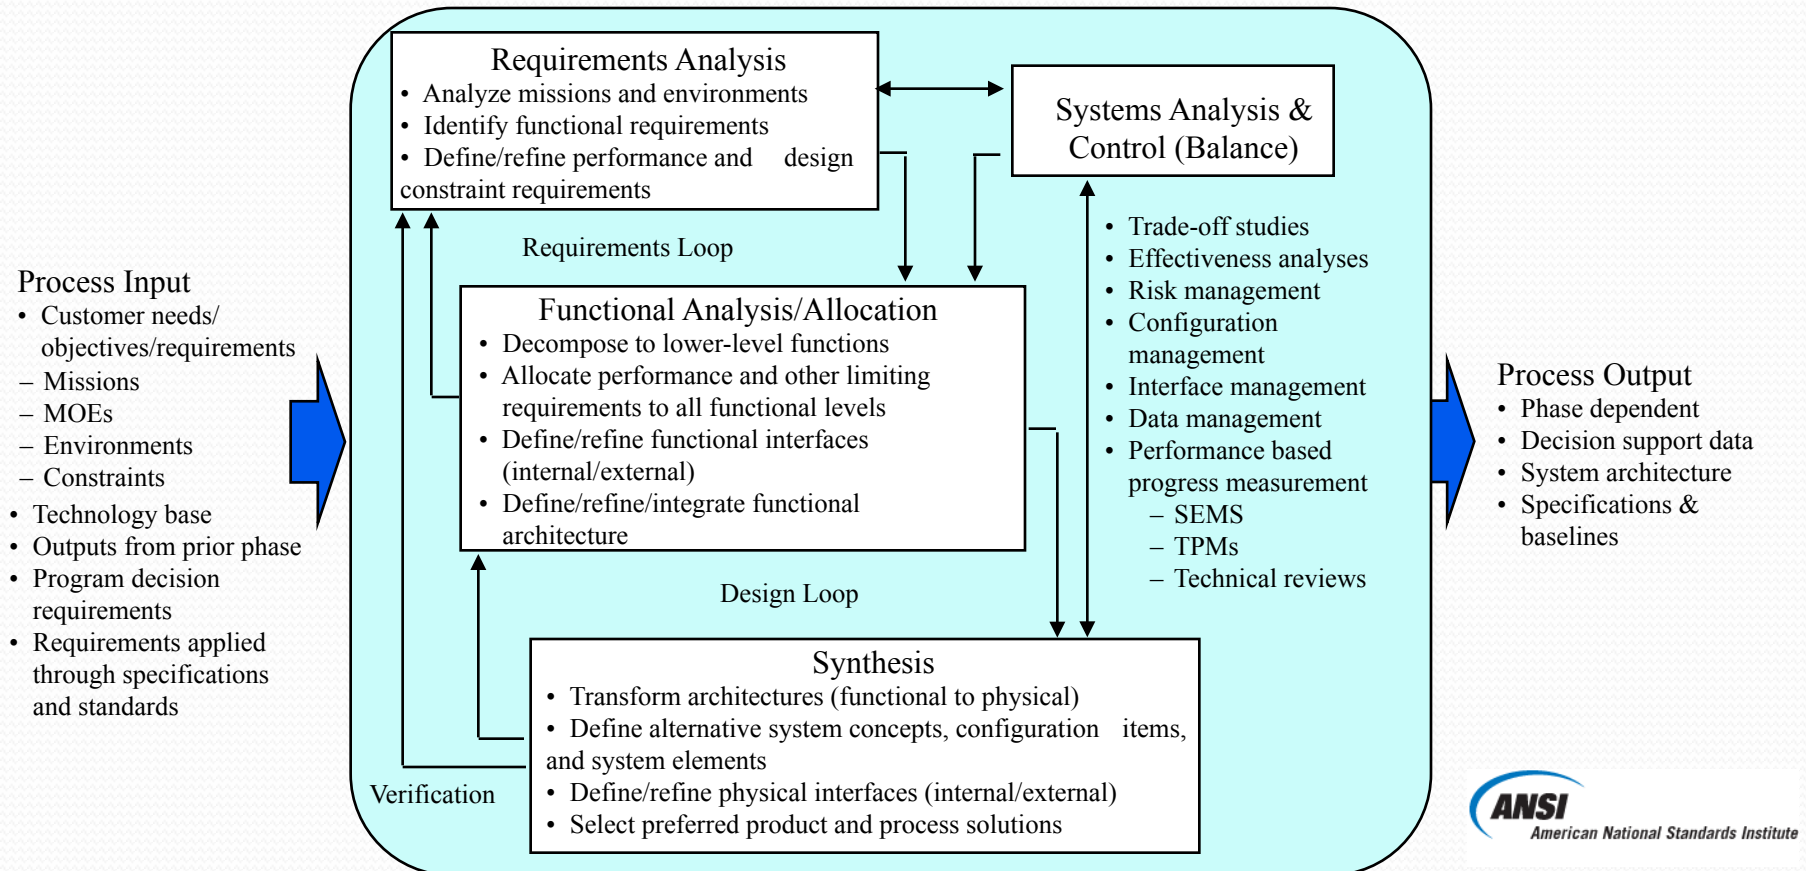 Process Input
• Customer needs/
objectives/requirements
– Missions
– MOEs
– Environments
– Constraints
• Technology base
• Outputs from prior phase
• Program decision
requirements
• Requirements applied
through specifications
and standards
Requirements Analysis
• Analyze missions and environments
• Identify functional requirements
• Define/refine performance and design
constraint requirements
Systems Analysis &
Control (Balance)
• Trade-off studies
• Effectiveness analyses
• Risk management
• Configuration
management
• Interface management
• Data management
• Performance based
progress measurement
– SEMS
– TPMs
– Technical reviews
Requirements Loop
Functional Analysis/Allocation
• Decompose to lower-level functions
• Allocate performance and other limiting
requirements to all functional levels
• Define/refine functional interfaces
(internal/external)
• Define/refine/integrate functional
architecture
Design Loop
Synthesis
• Transform architectures (functional to physical)
• Define alternative system concepts, configuration items,
and system elements
• Define/refine physical interfaces (internal/external)
• Select preferred product and process solutions
Verification
Process Output
• Phase dependent
• Decision support data
• System architecture
• Specifications &
baselines
ANSI
American National Standards Institute